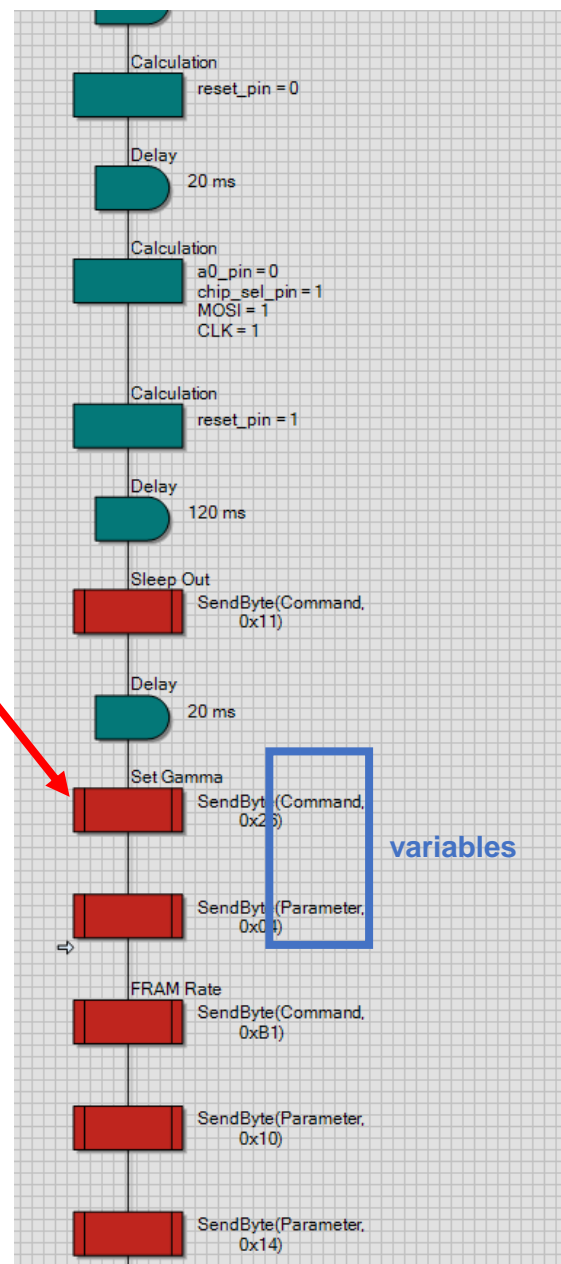 Calculation
reset_pin = 0
Delay
20 ms
Calculation
a0_pin = 0
chip_sel_pin = 1
MOSI = 1
CLK = 1
Calculation
reset_pin = 1
Delay
120 ms
Sleep Out
SendByte(Command,
0x11)
Delay
20 ms
Set Gamma
SendByte(Command,
0x26)
variables
SendByte(Parameter,
0x04)
FRAM Rate
SendByte(Command,
0xB1)
SendByte(Parameter,
0x10)
SendByte(Parameter,
0x14)